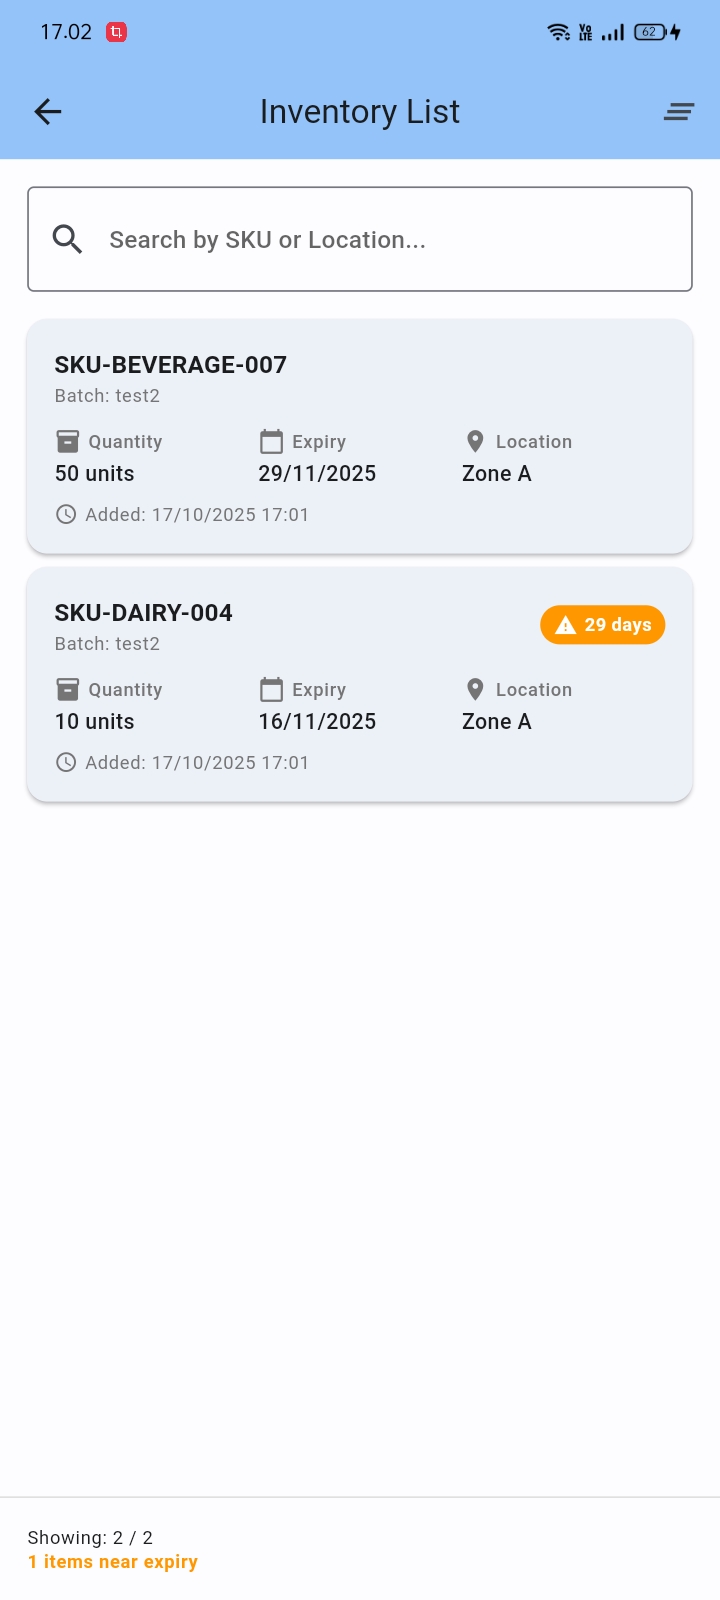 17.02
Vo LTE
62
Inventory List
Search by SKU or Location...
SKU-BEVERAGE-007
Batch: test2
Quantity Expiry Location
50 units 29/11/2025 Zone A
Added: 17/10/2025 17:01
SKU-DAIRY-004
29 days
Batch: test2
Quantity Expiry Location
10 units 16/11/2025 Zone A
Added: 17/10/2025 17:01
Showing: 2 / 2
1 items near expiry